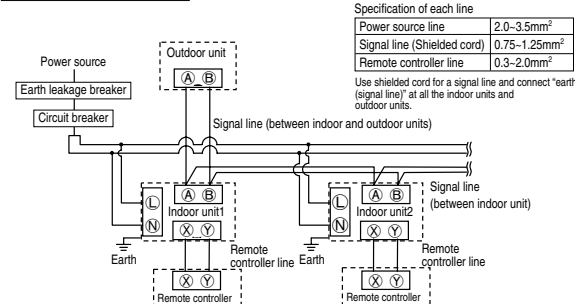 Specification of each line
Power source line 2.0~3.5mm²
Signal line (Shielded cord) 0.75~1.25mm²
Remote controller line 0.3~2.0mm²
Use shielded cord for a signal line and connect “earth
(signal line)” at all the indoor units and
outdoor units.
Power source
Earth leakage breaker
Circuit breaker
Outdoor unit
A B
Signal line (between indoor and outdoor units)
L
N
A B
Indoor unit1
X Y
Earth
Remote
controller line
X Y
Remote controller
L
N
A B
Indoor unit2
X Y
Earth
Signal line
(between indoor unit)
Remote
controller line
X Y
Remote controller